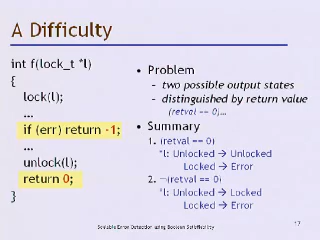 A Difficulty
int f(lock_t *l)
{
lock(l);
...
if (err) return -1;
...
unlock(l);
return 0;
}
• Problem
– two possible output states
– distinguished by return value
(retval == 0)...
• Summary
1. (retval == 0)
*l: Unlocked → Unlocked
Locked → Error
2. ¬(retval == 0)
*l: Unlocked → Locked
Locked → Error
Scalable Error Detection using Boolean Satisfiability
17